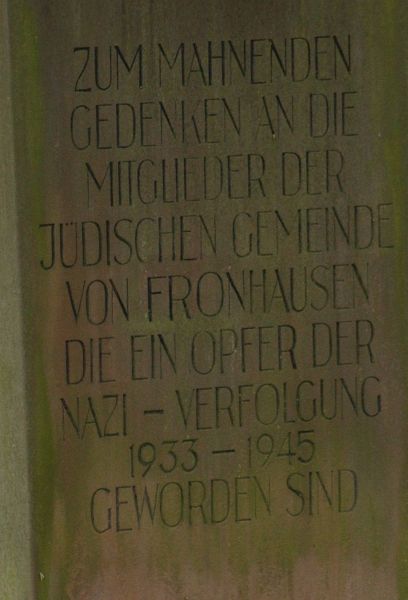 ZUM MAHNENDEN
GEDENKEN AN DIE
MITGLIEDER DER
JÜDISCHEN GEMEINDE
VON FRONHAUSEN
DIE EIN OPFER DER
NAZI – VERFOLGUNG
1933 – 1945
GEWORDEN SIND